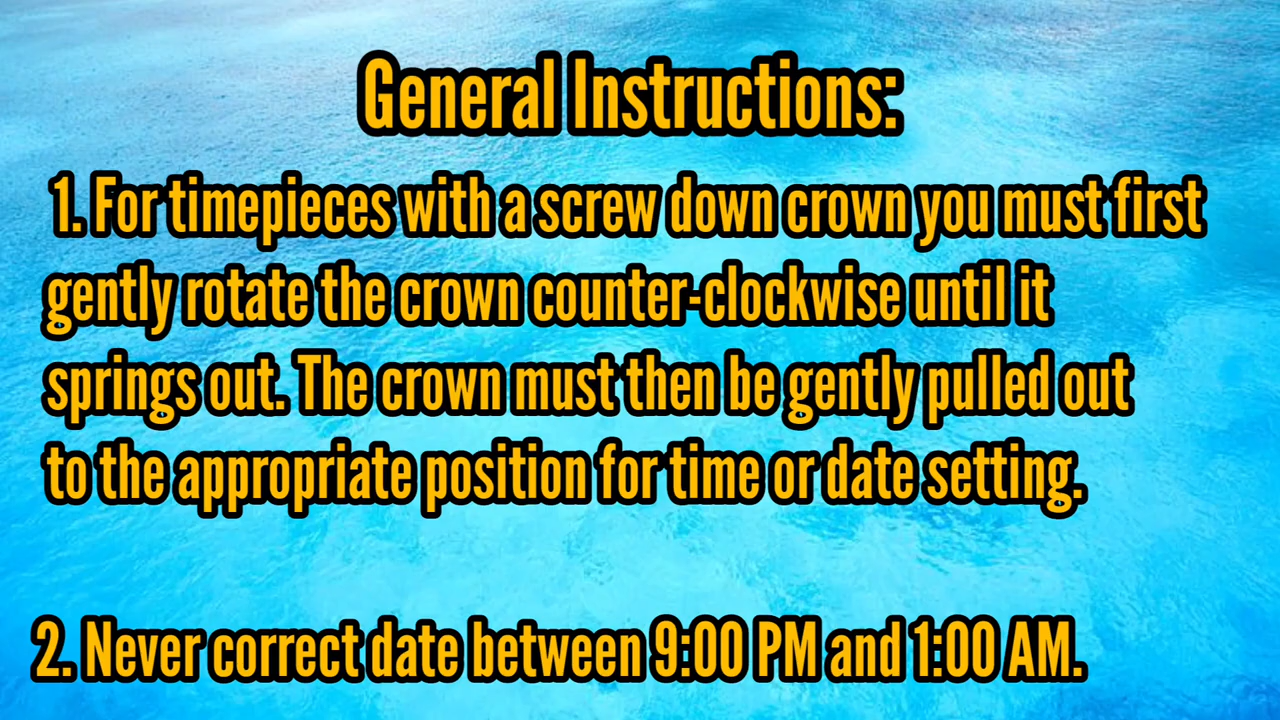 General Instructions:
1. For timepieces with a screw down crown you must first
gently rotate the crown counter-clockwise until it
springs out. The crown must then be gently pulled out
to the appropriate position for time or date setting.
2. Never correct date between 9:00 PM and 1:00 AM.